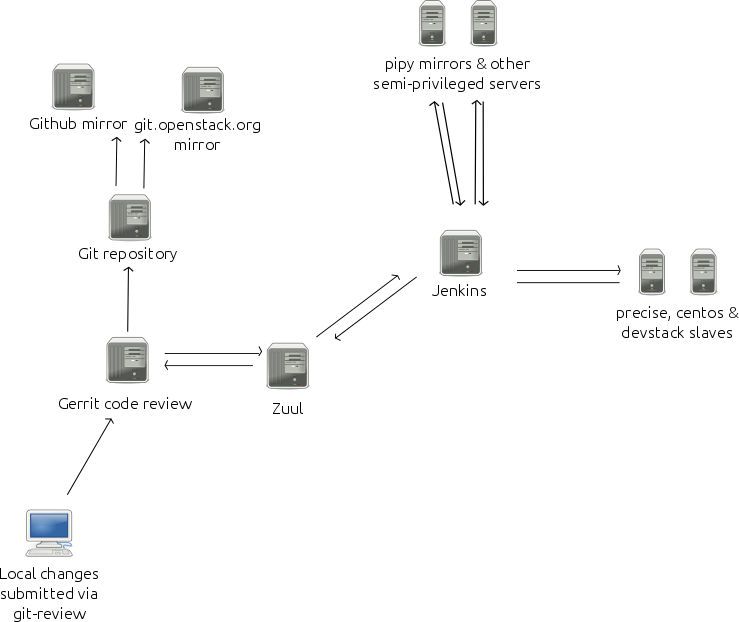 pipy mirrors & other
semi-privileged servers
Github mirror
git.openstack.org
mirror
Git repository
Jenkins
precise, centos &
devstack slaves
Gerrit code review
Zuul
Local changes
submitted via
git-review